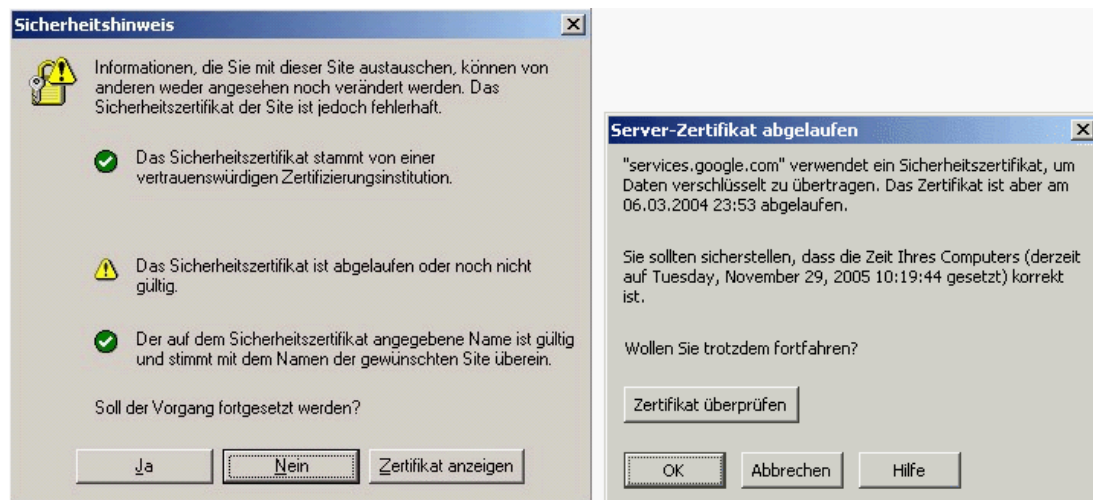 Sicherheitshinweis
Informationen, die Sie mit dieser Site austauschen, können von
anderen weder angesehen noch verändert werden. Das
Sicherheitszertifikat der Site ist jedoch fehlerhaft.
Das Sicherheitszertifikat stammt von einer
vertrauenswürdigen Zertifizierungsinstitution.
Das Sicherheitszertifikat ist abgelaufen oder noch nicht
gültig.
Der auf dem Sicherheitszertifikat angegebene Name ist gültig
und stimmt mit dem Namen der gewünschten Site überein.
Soll der Vorgang fortgesetzt werden?
Ja
Nein
Zertifikat anzeigen
Server-Zertifikat abgelaufen
"services.google.com" verwendet ein Sicherheitszertifikat, um
Daten verschlüsselt zu übertragen. Das Zertifikat ist aber am
06.03.2004 23:53 abgelaufen.
Sie sollten sicherstellen, dass die Zeit Ihres Computers (derzeit
auf Tuesday, November 29, 2005 10:19:44 gesetzt) korrekt
ist.
Wollen Sie trotzdem fortfahren?
Zertifikat überprüfen
OK
Abbrechen
Hilfe